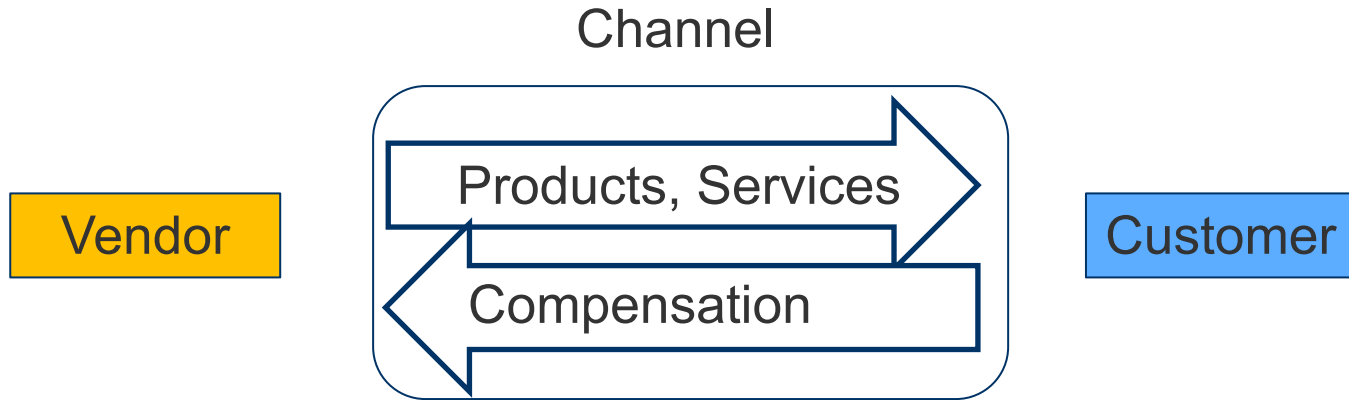 Channel
Products, Services
Vendor
Customer
Compensation